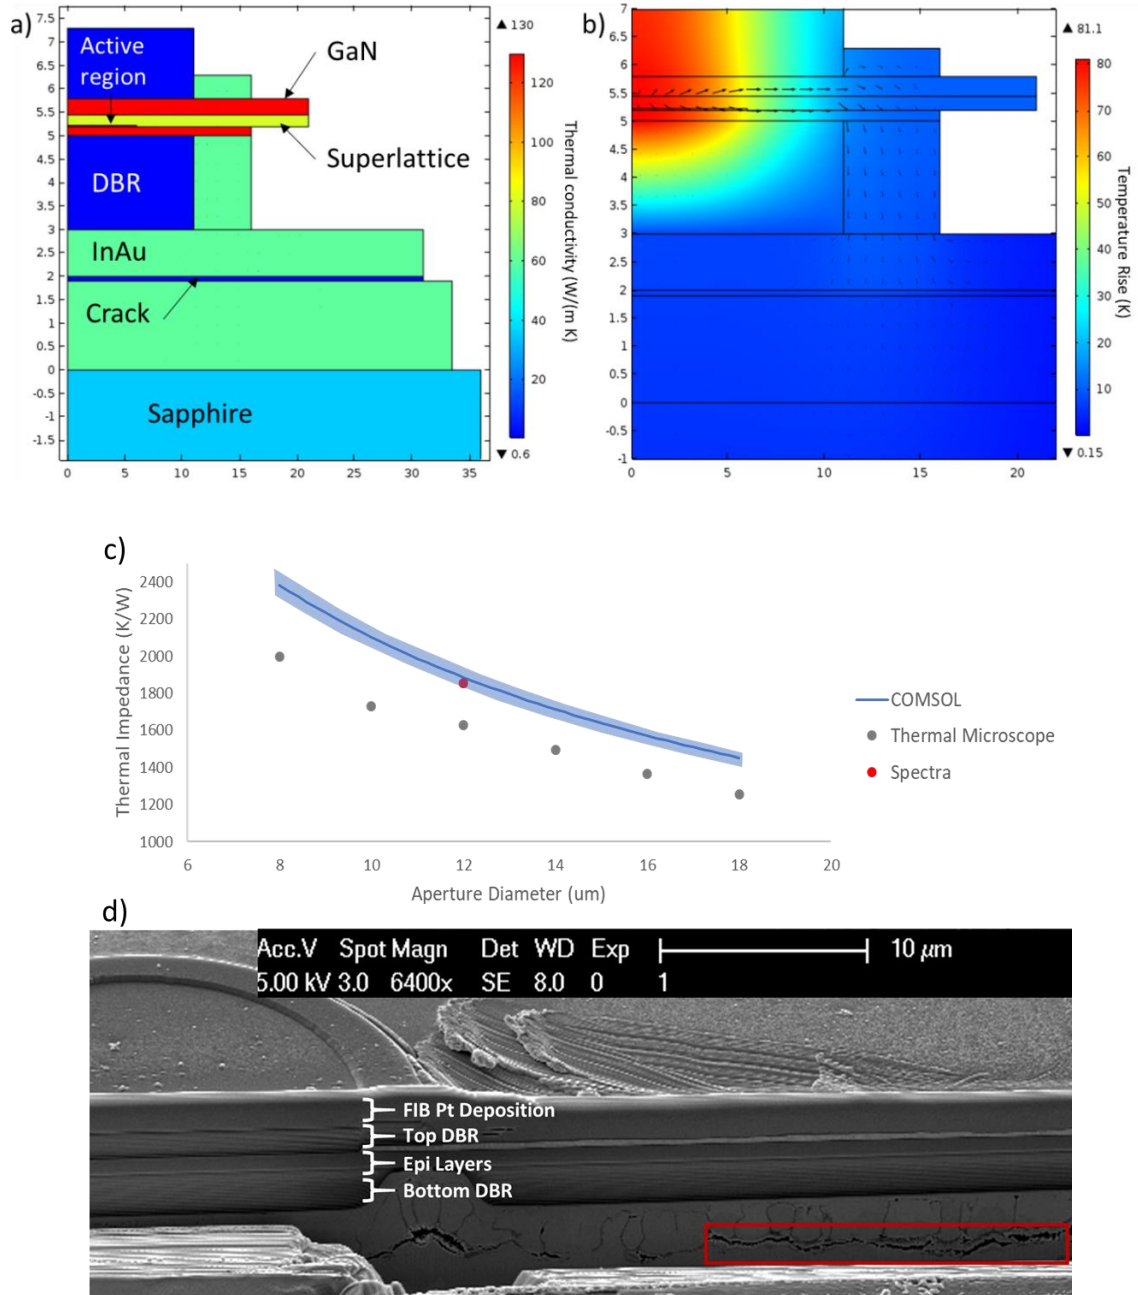 a)
▲ 130
7.5
7
6.5
6
5.5
5
4.5
4
3.5
3
2.5
2
1.5
1
0.5
0
-0.5
-1
-1.5
Active
region
GaN
Superlattice
DBR
InAu
Crack
Sapphire
0 5 10 15 20 25 30 35
120
100
80
60
40
20
▼ 0.6
Thermal conductivity (W/(m K)
b)
▲ 81.1
7
6.5
6
5.5
5
4.5
4
3.5
3
2.5
2
1.5
1
0.5
0
-0.5
-1
0 5 10 15 20
80
70
60
50
40
30
20
10
▼ 0.15
Temperature Rise (K)
c)
Thermal Impedance (K/W)
2400
2200
2000
1800
1600
1400
1200
1000
6 8 10 12 14 16 18 20
Aperture Diameter (um)
COMSOL
Thermal Microscope
Spectra
d)
Acc.V Spot Magn Det WD Exp 10 µm
5.00 kV 3.0 6400x SE 8.0 0 1
FIB Pt Deposition
Top DBR
Epi Layers
Bottom DBR